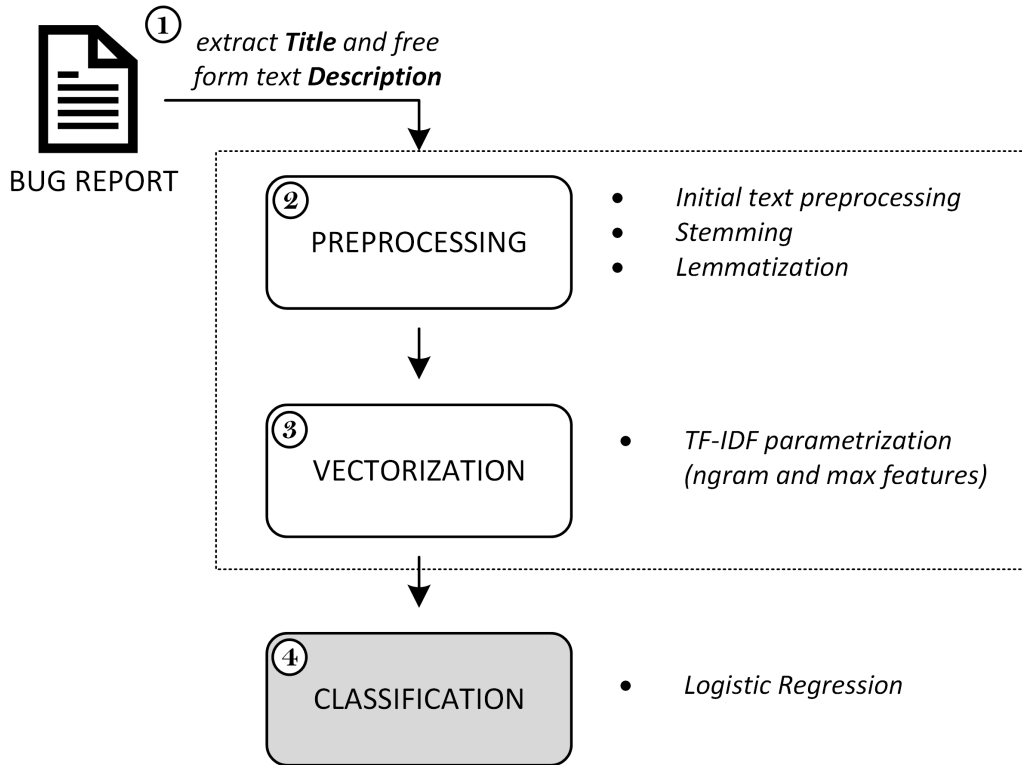 1
extract Title and free
form text Description
BUG REPORT
2
PREPROCESSING
• Initial text preprocessing
• Stemming
• Lemmatization
3
VECTORIZATION
• TF-IDF parametrization
(ngram and max features)
4
CLASSIFICATION
• Logistic Regression